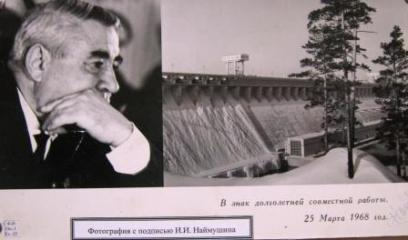 В знак долголетней совместной работы.
25 Марта 1968 год.
Фотография с подписью И.И. Наймушина